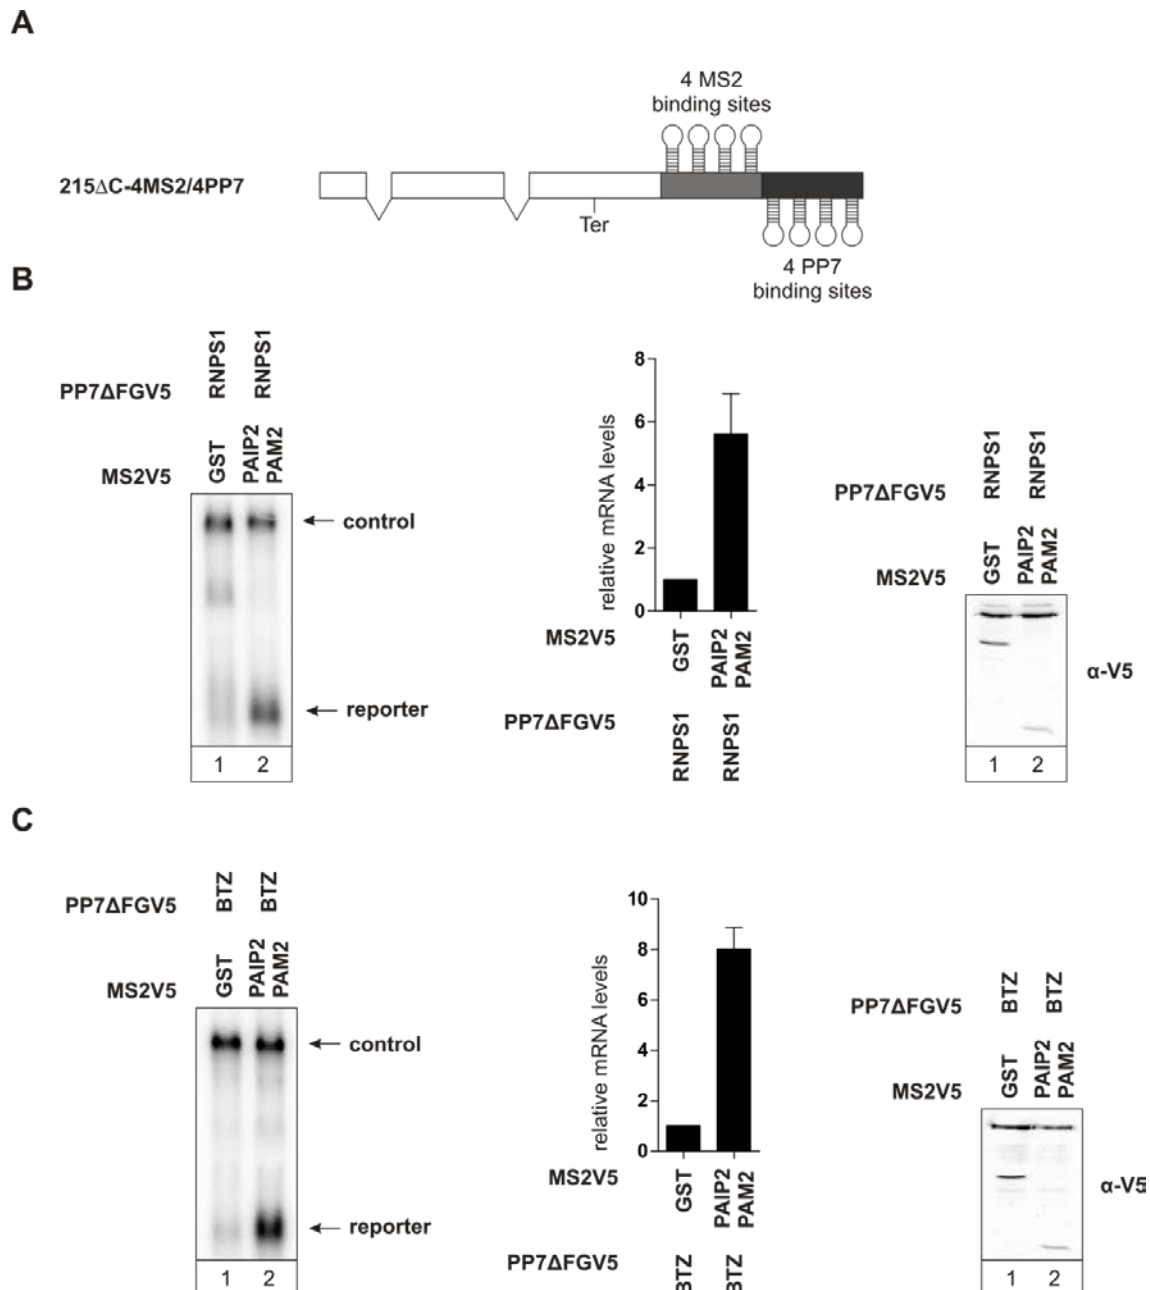 A
4 MS2
binding sites
215ΔC-4MS2/4PP7
Ter
4 PP7
binding sites
B
PP7ΔFGV5
RNPS1
RNPS1
MS2V5
GST
PAIP2
PAM2
control
reporter
1 2
relative mRNA levels
8
6
4
2
0
MS2V5
GST
PAIP2
PAM2
PP7ΔFGV5
RNPS1
RNPS1
PP7ΔFGV5
RNPS1
RNPS1
MS2V5
GST
PAIP2
PAM2
α-V5
1 2
C
PP7ΔFGV5
BTZ
BTZ
MS2V5
GST
PAIP2
PAM2
control
reporter
1 2
relative mRNA levels
10
8
6
4
2
0
MS2V5
GST
PAIP2
PAM2
PP7ΔFGV5
BTZ
BTZ
PP7ΔFGV5
BTZ
BTZ
MS2V5
GST
PAIP2
PAM2
α-V5
1 2